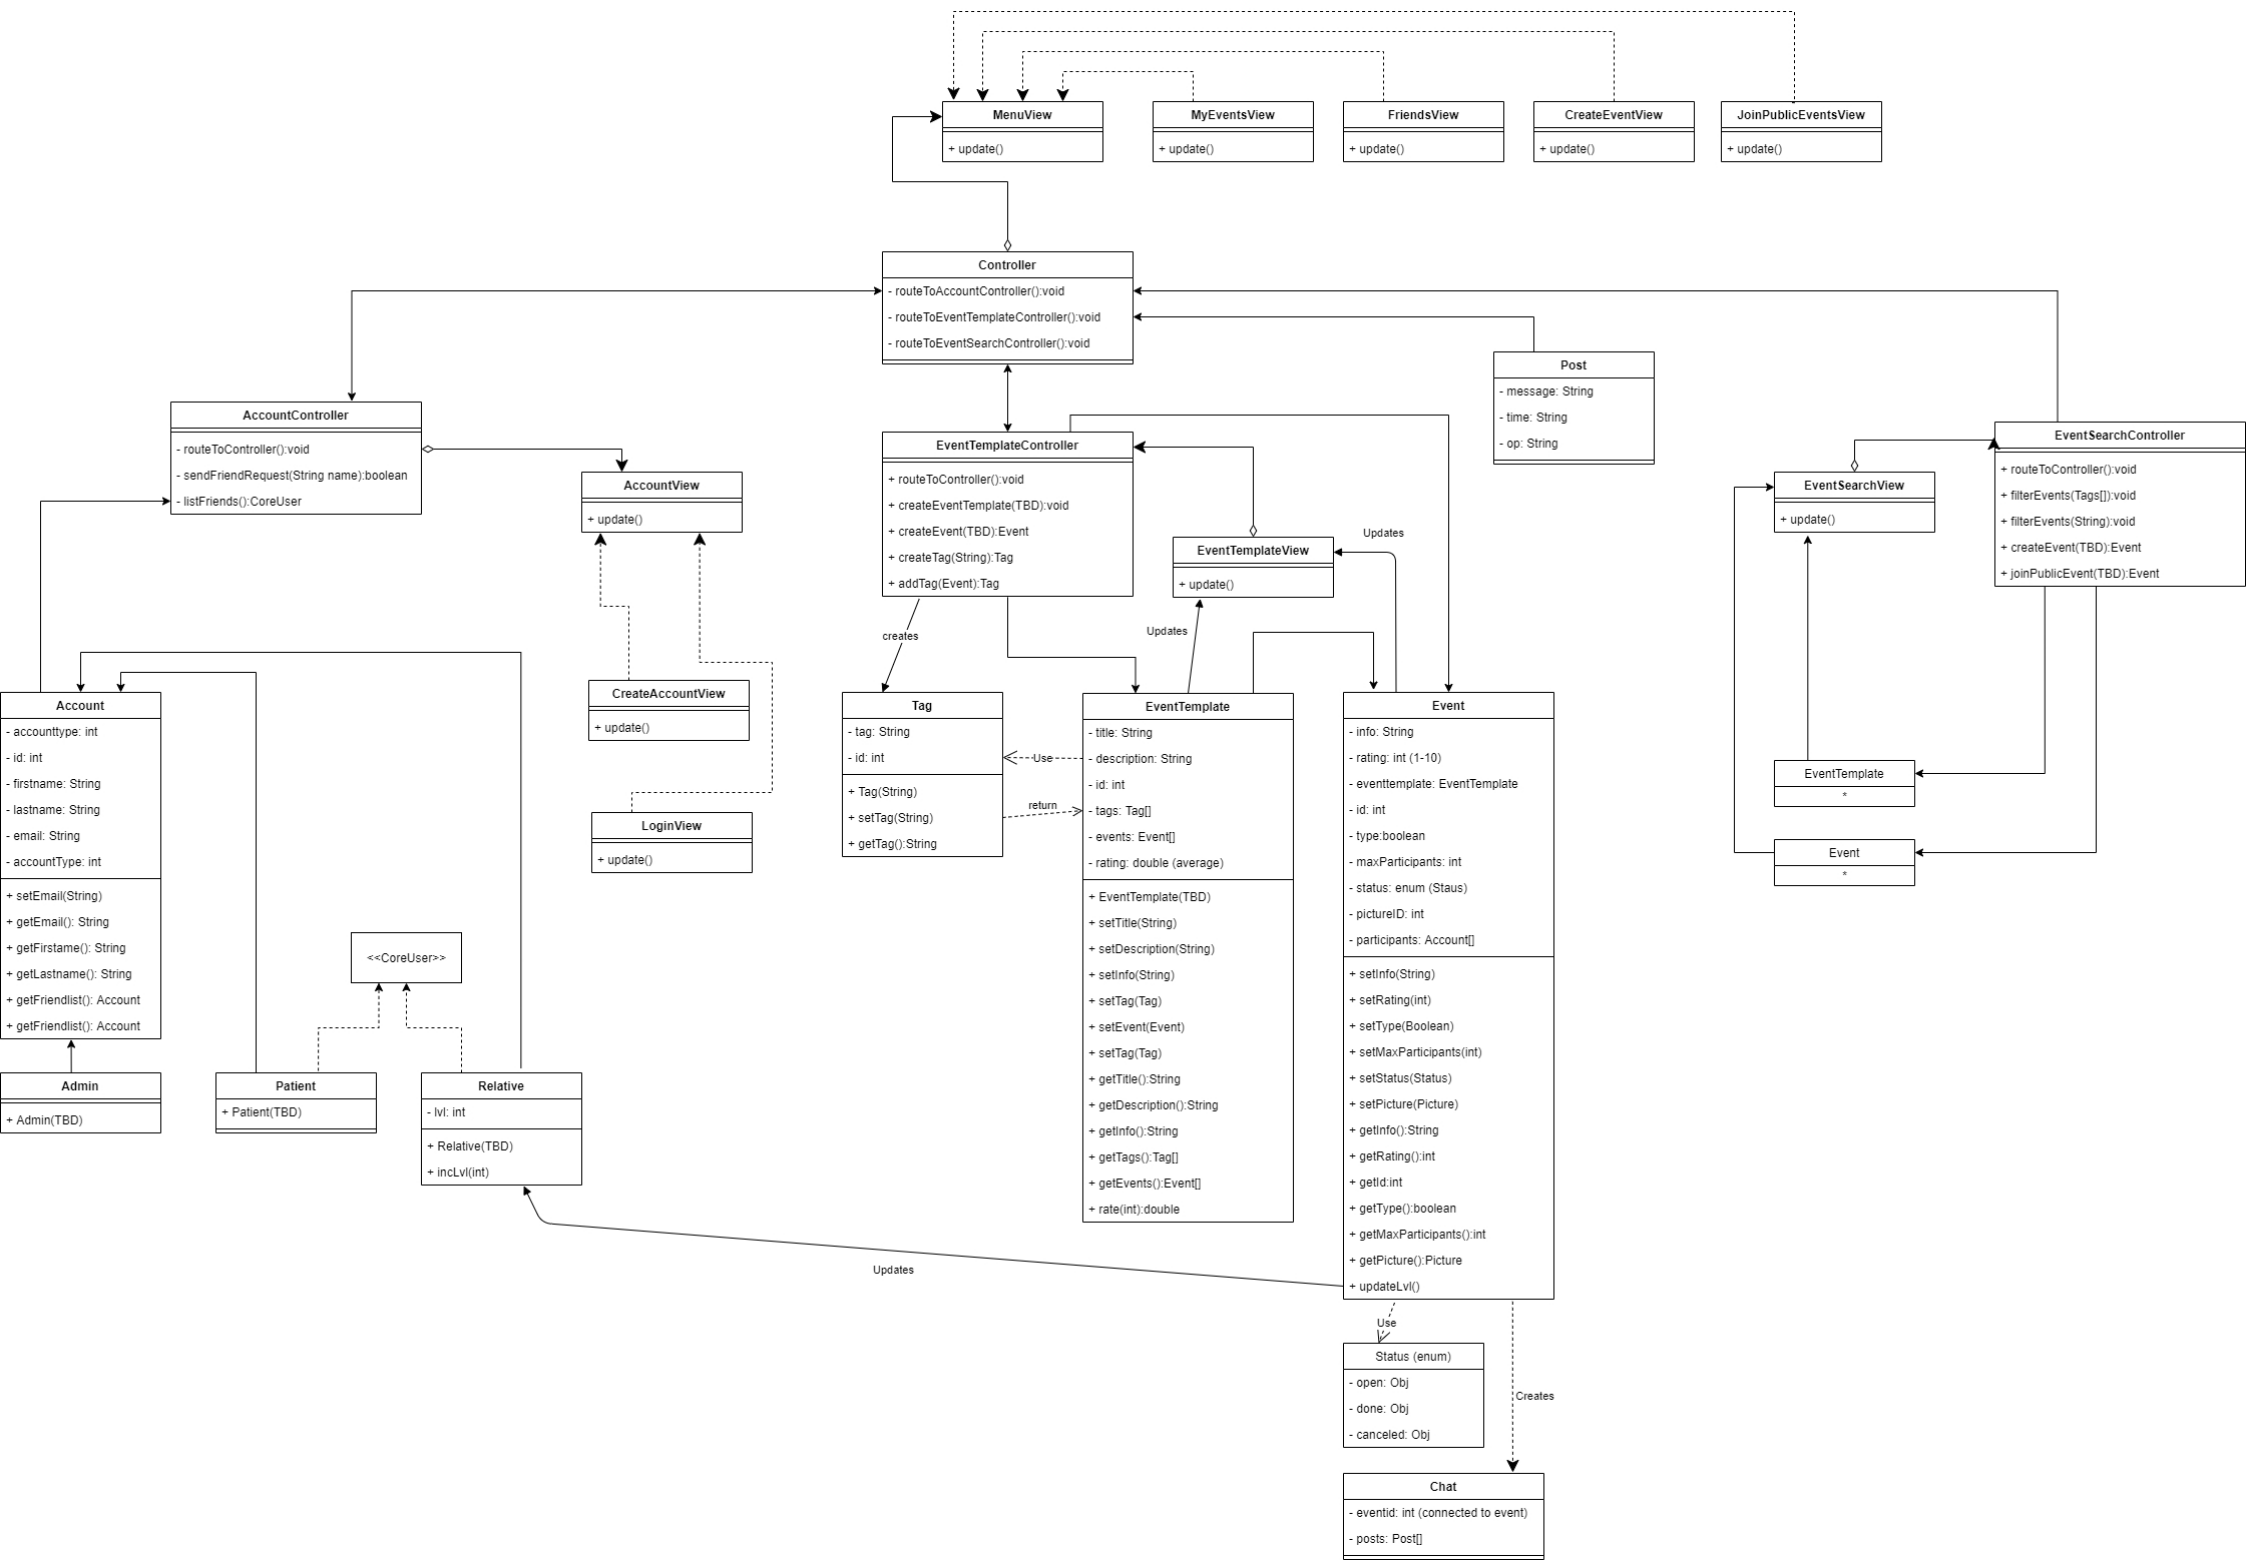 MenuView
+ update()
MyEventsView
+ update()
FriendsView
+ update()
CreateEventView
+ update()
JoinPublicEventsView
+ update()
Controller
- routeToAccountController():void
- routeToEventTemplateController():void
- routeToEventSearchController():void
Post
- message: String
- time: String
- op: String
AccountController
- routeToController():void
- sendFriendRequest(String name):boolean
- listFriends():CoreUser
AccountView
+ update()
EventTemplateController
+ routeToController():void
+ createEventTemplate(TBD):void
+ createEvent(TBD):Event
+ createTag(String):Tag
+ addTag(Event):Tag
EventTemplateView
+ update()
Updates
EventSearchView
+ update()
EventSearchController
+ routeToController():void
+ filterEvents(Tags[]):void
+ filterEvents(String):void
+ createEvent(TBD):Event
+ joinPublicEvent(TBD):Event
creates
Updates
CreateAccountView
+ update()
LoginView
+ update()
Account
- accounttype: int
- id: int
- firstname: String
- lastname: String
- email: String
- accountType: int
+ setEmail(String)
+ getEmail(): String
+ getFirstame(): String
+ getLastname(): String
+ getFriendlist(): Account
+ getFriendlist(): Account
Tag
- tag: String
- id: int
+ Tag(String)
+ setTag(String)
+ getTag():String
Use
return
EventTemplate
- title: String
- description: String
- id: int
- tags: Tag[]
- events: Event[]
- rating: double (average)
+ EventTemplate(TBD)
+ setTitle(String)
+ setDescription(String)
+ setInfo(String)
+ setTag(Tag)
+ setEvent(Event)
+ setTag(Tag)
+ getTitle():String
+ getDescription():String
+ getInfo():String
+ getTags():Tag[]
+ getEvents():Event[]
+ rate(int):double
Event
- info: String
- rating: int (1-10)
- eventtemplate: EventTemplate
- id: int
- type:boolean
- maxParticipants: int
- status: enum (Staus)
- pictureID: int
- participants: Account[]
+ setInfo(String)
+ setRating(int)
+ setType(Boolean)
+ setMaxParticipants(int)
+ setStatus(Status)
+ setPicture(Picture)
+ getInfo():String
+ getRating():int
+ getId:int
+ getType():boolean
+ getMaxParticipants():int
+ getPicture():Picture
+ updateLvl()
EventTemplate
*
Event
*
<<CoreUser>>
Admin
+ Admin(TBD)
Patient
+ Patient(TBD)
Relative
- lvl: int
+ Relative(TBD)
+ incLvl(int)
Updates
Use
Status (enum)
- open: Obj
- done: Obj
- canceled: Obj
Creates
Chat
- eventid: int (connected to event)
- posts: Post[]